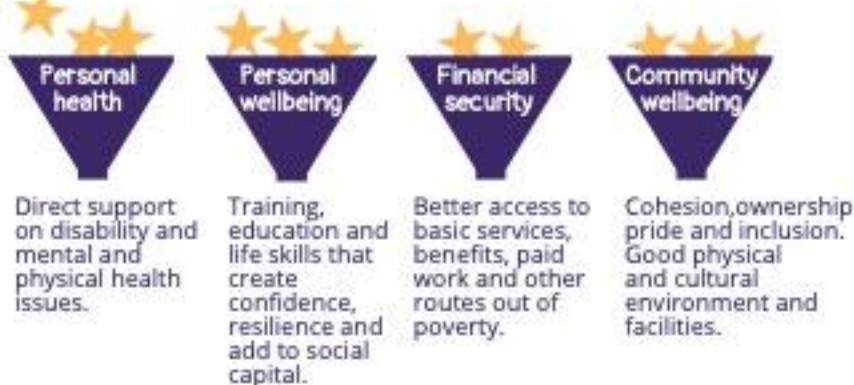 Personal
health
Direct support
on disability and
mental and
physical health
issues.
Personal
wellbeing
Training,
education and
life skills that
create
confidence,
resilience and
add to social
capital.
Financial
security
Better access to
basic services,
benefits, paid
work and other
routes out of
poverty.
Community
wellbeing
Cohesion,ownership
pride and inclusion.
Good physical
and cultural
environment and
facilities.